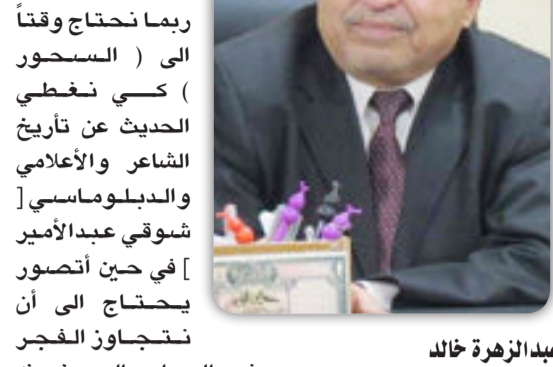 ربما نحتاج وقتاً
الى ( السحور
) كي نغطي
الحديث عن تأريخ
الشاعر والأعلامي
والدبلوماسي [
شوقي عبدالأمير
] في حين أتصور
يحتاج الى أن
نتجاوز الفجر
عبدالزهرة خالد